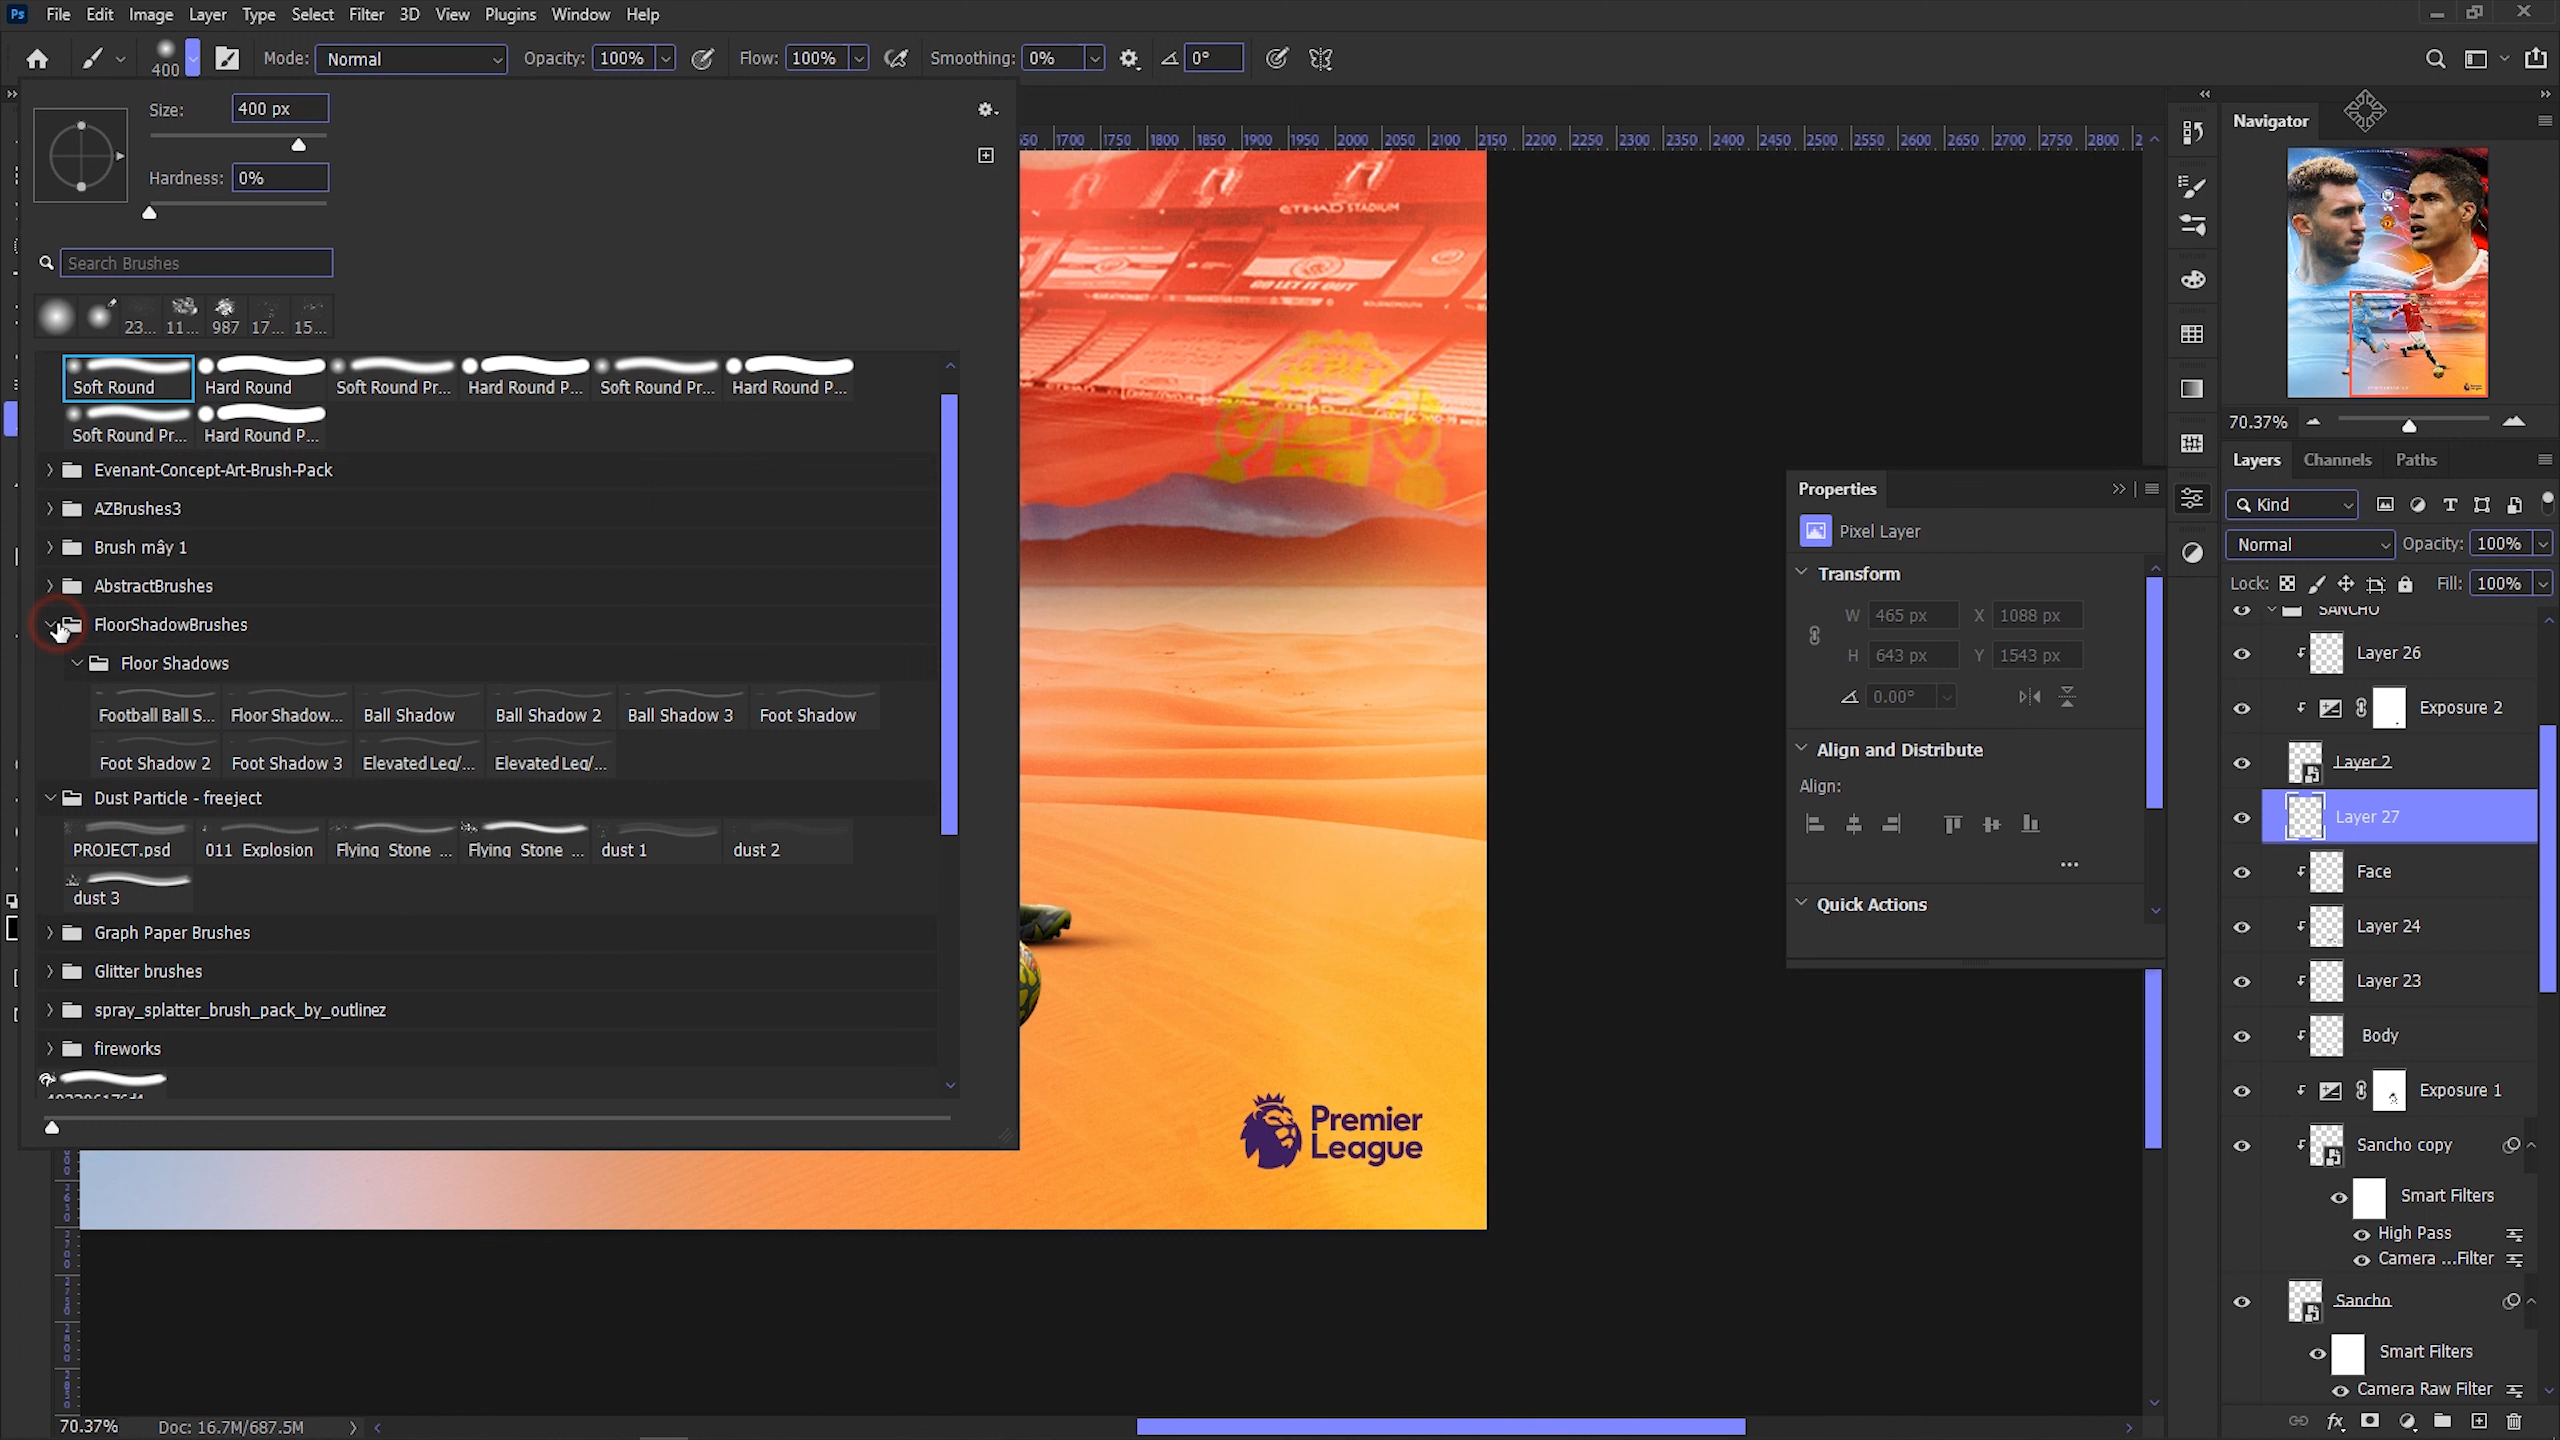 Ps File Edit Image Layer Type Select Filter 3D View Plugins Window Help
400 Mode: Normal Opacity: 100% Flow: 100% Smoothing: 0% 0°
Size: 400 px
Hardness: 0%
Search Brushes
23... 11... 987 17... 15...
Soft Round Hard Round Soft Round Pr... Hard Round P... Soft Round Pr... Hard Round P...
Soft Round Pr... Hard Round P...
Evenant-Concept-Art-Brush-Pack
AZBrushes3
Brush mây 1
AbstractBrushes
FloorShadowBrushes
Floor Shadows
Football Ball S... Floor Shadow... Ball Shadow Ball Shadow 2 Ball Shadow 3 Foot Shadow
Foot Shadow 2 Foot Shadow 3 Elevated Leg/... Elevated Leg/...
Dust Particle - freeject
PROJECT.psd 011_Explosion Flying_Stone_... Flying_Stone_... dust 1 dust 2
dust 3
Graph Paper Brushes
Glitter brushes
spray_splatter_brush_pack_by_outlinez
fireworks
1700 1750 1800 1850 1900 1950 2000 2050 2100 2150 2200 2250 2300 2350 2400 2450 2500 2550 2600 2650 2700 2750 2800
ETIHAD STADIUM
GO LET IT OUT
Premier
League
Properties
Pixel Layer
Transform
W 465 px X 1088 px
H 643 px Y 1543 px
0.00°
Align and Distribute
Align:
Quick Actions
Navigator
70.37%
Layers Channels Paths
Kind
Normal Opacity: 100%
Lock: Fill: 100%
SANCHO
Layer 26
Exposure 2
Layer 2
Layer 27
Face
Layer 24
Layer 23
Body
Exposure 1
Sancho copy
Smart Filters
High Pass
Camera ...Filter
Sancho
Smart Filters
Camera Raw Filter
70.37% Doc: 16.7M/687.5M